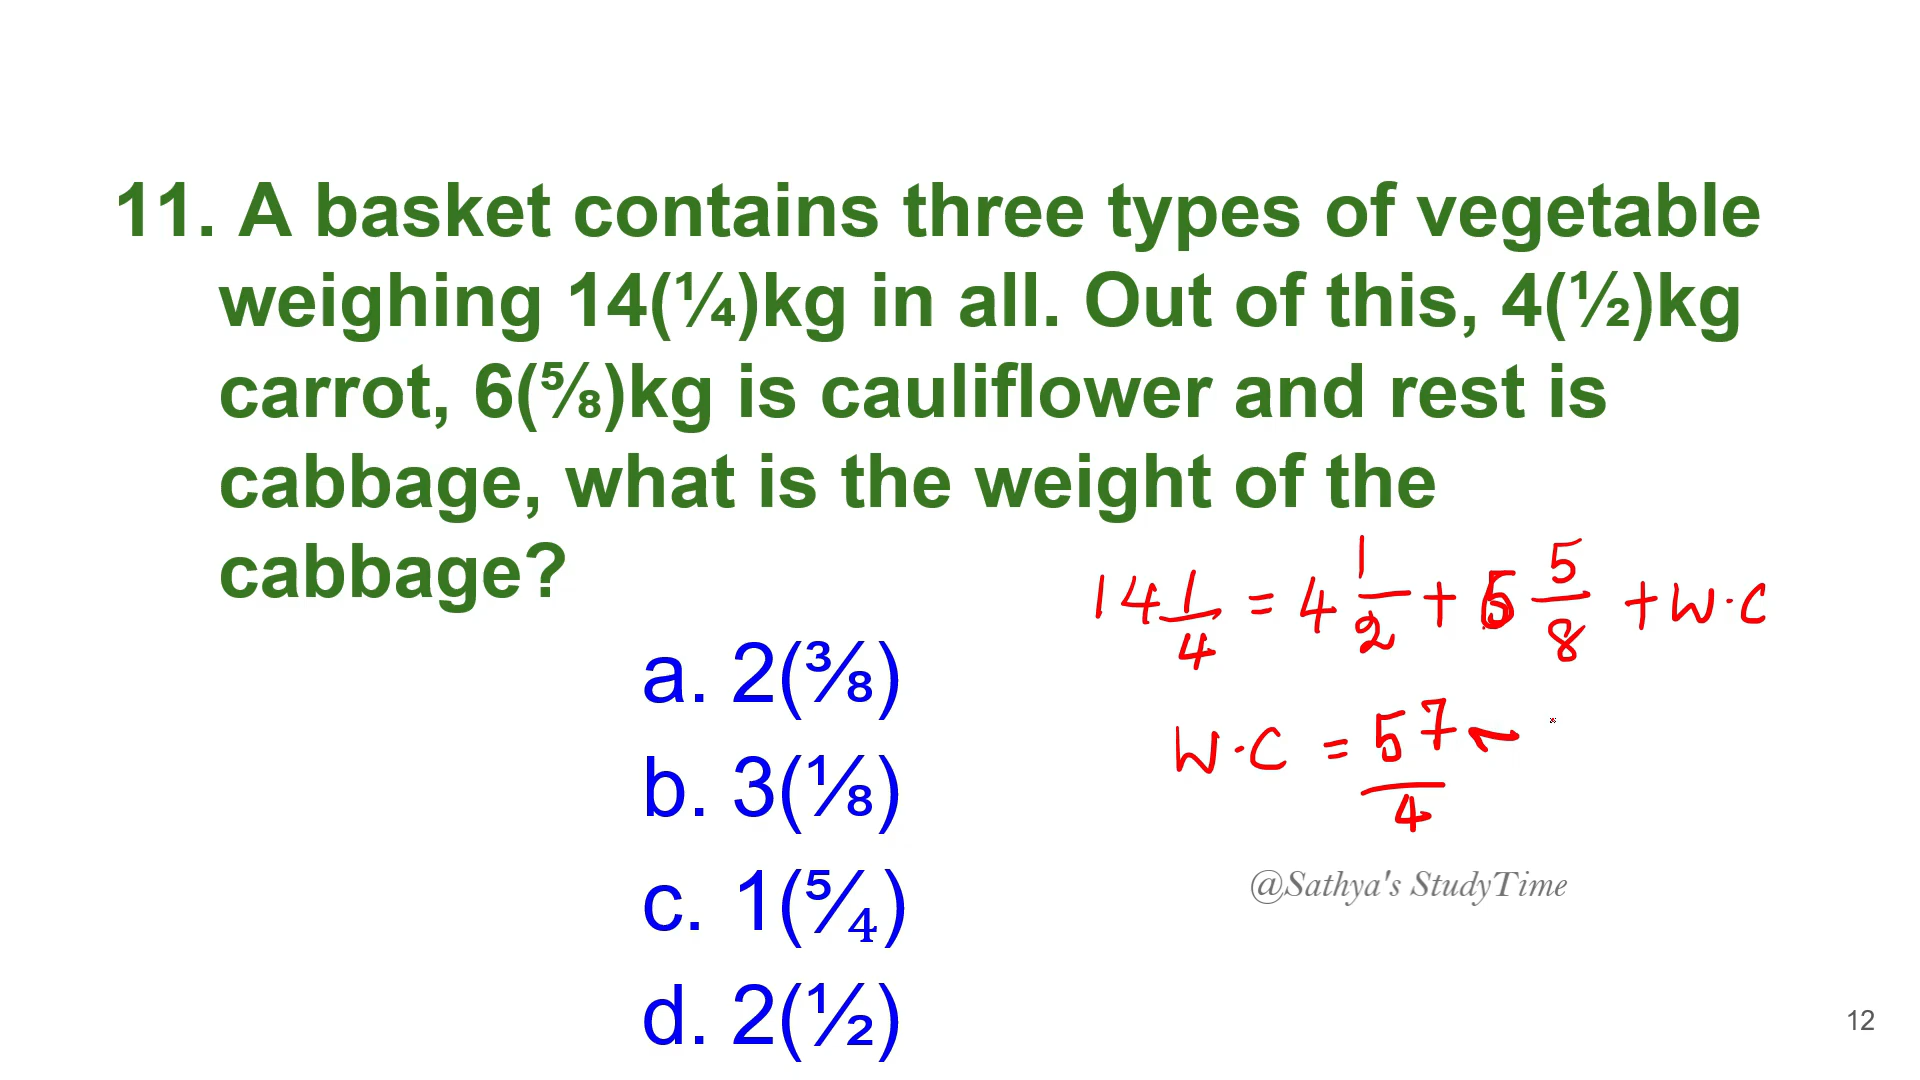 11. A basket contains three types of vegetable
weighing 14(¼)kg in all. Out of this, 4(½)kg
carrot, 6(⅝)kg is cauliflower and rest is
cabbage, what is the weight of the
cabbage?
14 1/4 = 4 1/2 + 6 5/8 + W.C
a. 2(⅜)
W.C = 57/4 -
b. 3(⅛)
@Sathya's StudyTime
c. 1(5⁄4)
d. 2(½)
12